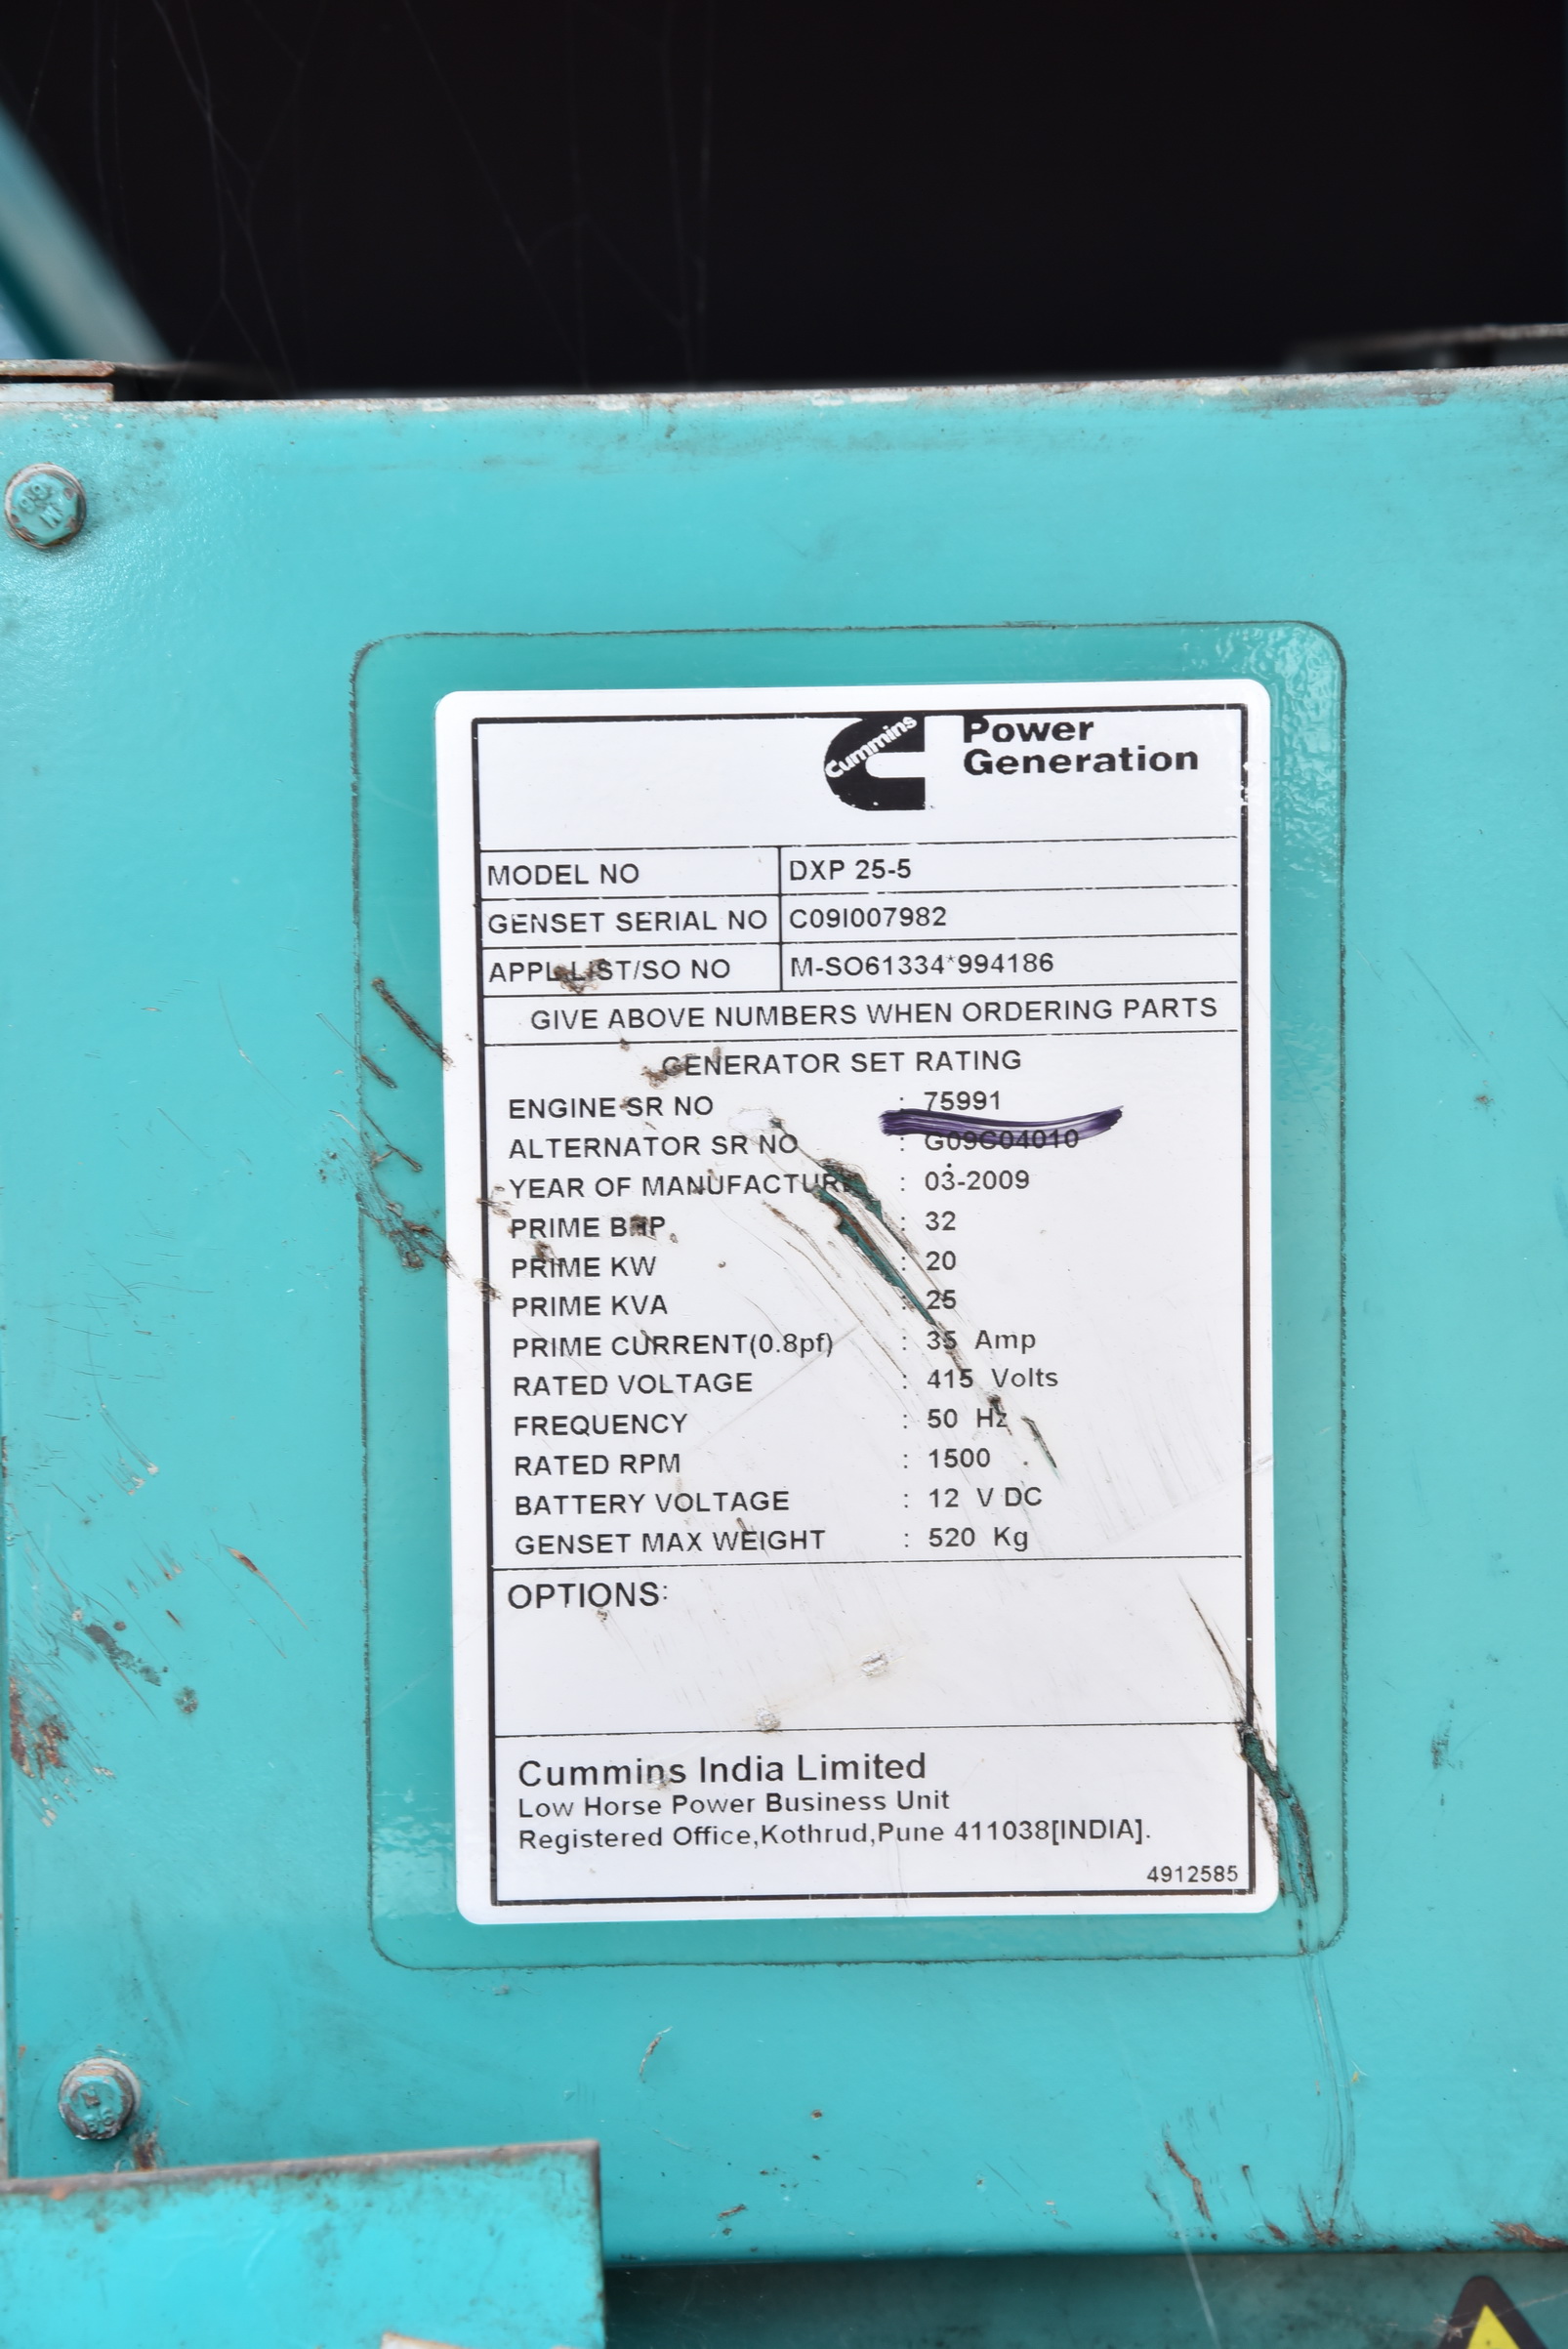 Cummins
Power
Generation
MODEL NO DXP 25-5
GENSET SERIAL NO C09I007982
APPL.LIST/SO NO M-SO61334*994186
GIVE ABOVE NUMBERS WHEN ORDERING PARTS
GENERATOR SET RATING
ENGINE SR NO : 75991
ALTERNATOR SR NO : G09C04010
YEAR OF MANUFACTURE : 03-2009
PRIME BHP : 32
PRIME KW : 20
PRIME KVA : 25
PRIME CURRENT(0.8pf) : 35 Amp
RATED VOLTAGE : 415 Volts
FREQUENCY : 50 Hz
RATED RPM : 1500
BATTERY VOLTAGE : 12 V DC
GENSET MAX WEIGHT : 520 Kg
OPTIONS:
Cummins India Limited
Low Horse Power Business Unit
Registered Office,Kothrud,Pune 411038[INDIA].
4912585